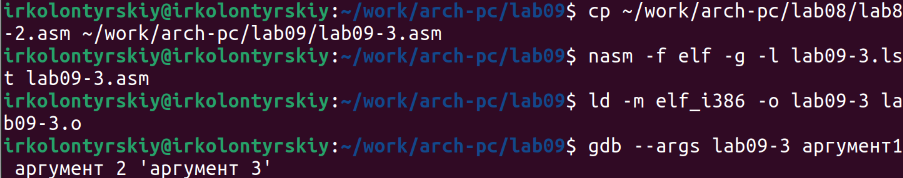 irkolontyrskiy@irkolontyrskiy:~/work/arch-pc/lab09$ cp ~/work/arch-pc/lab08/lab8
-2.asm ~/work/arch-pc/lab09/lab09-3.asm
irkolontyrskiy@irkolontyrskiy:~/work/arch-pc/lab09$ nasm -f elf -g -l lab09-3.ls
t lab09-3.asm
irkolontyrskiy@irkolontyrskiy:~/work/arch-pc/lab09$ ld -m elf_i386 -o lab09-3 la
b09-3.o
irkolontyrskiy@irkolontyrskiy:~/work/arch-pc/lab09$ gdb --args lab09-3 аргумент1
 аргумент 2 'аргумент 3'